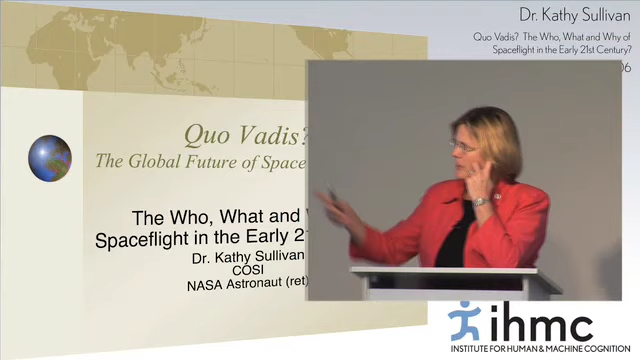 Dr. Kathy Sullivan
Quo Vadis? The Who, What and Why of
Spaceflight in the Early 21st Century?
06
Quo Vadis?
The Global Future of Space
The Who, What and
Spaceflight in the Early 2
Dr. Kathy Sullivan
COSI
NASA Astronaut (ret)
ihmc
INSTITUTE FOR HUMAN & MACHINE COGNITION